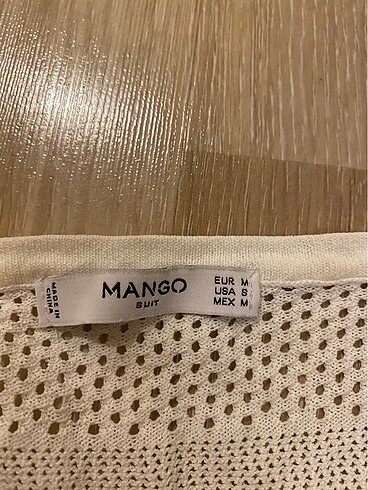 MADE IN
CHINA
MANGO
SUIT
EUR M
USA S
MEX M